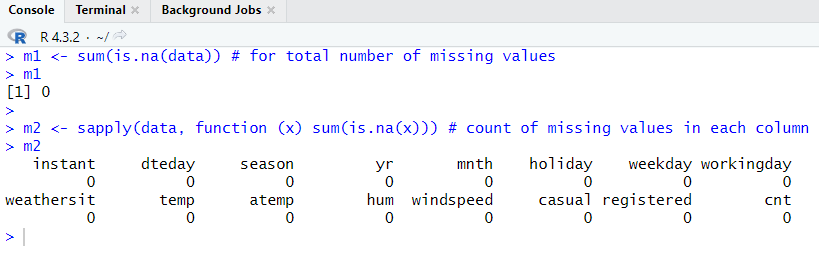 Console Terminal × Background Jobs ×
R R 4.3.2 · ~/
> m1 <- sum(is.na(data)) # for total number of missing values
> m1
[1] 0
>
> m2 <- sapply(data, function (x) sum(is.na(x))) # count of missing values in each column
> m2
instant dteday season yr mnth holiday weekday workingday
0 0 0 0 0 0 0 0
weathersit temp atemp hum windspeed casual registered cnt
0 0 0 0 0 0 0 0
>